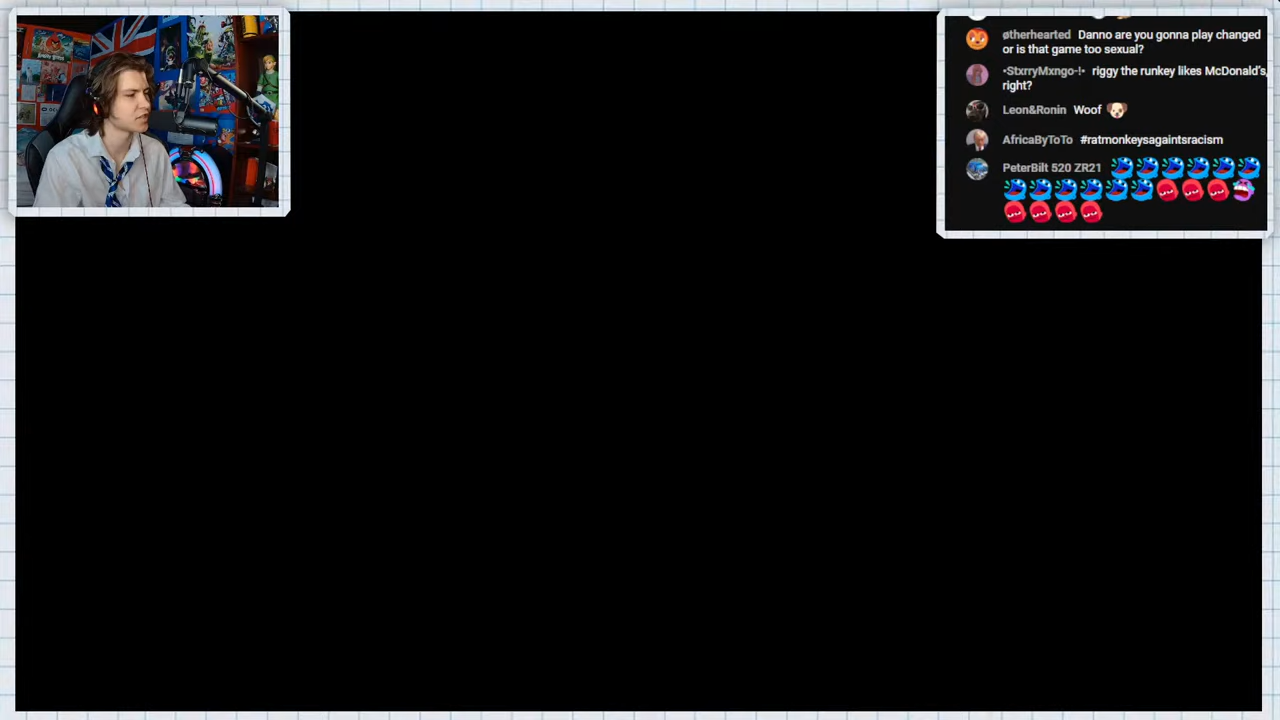 øtherhearted Danno are you gonna play changed
or is that game too sexual?
•StxrryMxngo-!• riggy the runkey likes McDonald's,
right?
Leon&Ronin Woof
AfricaByToTo #ratmonkeysagaintsracism
PeterBilt 520 ZR21